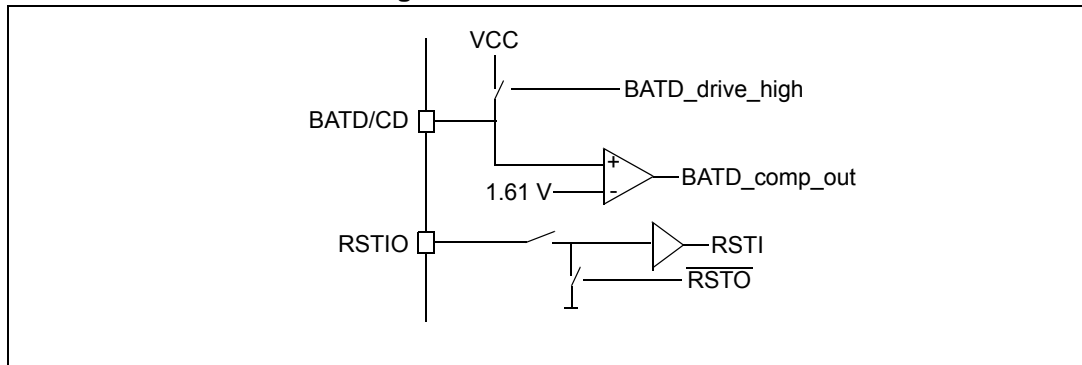 VCC
BATD_drive_high
BATD/CD
+
BATD_comp_out
1.61 V
-
RSTIO
RSTI
RSTO